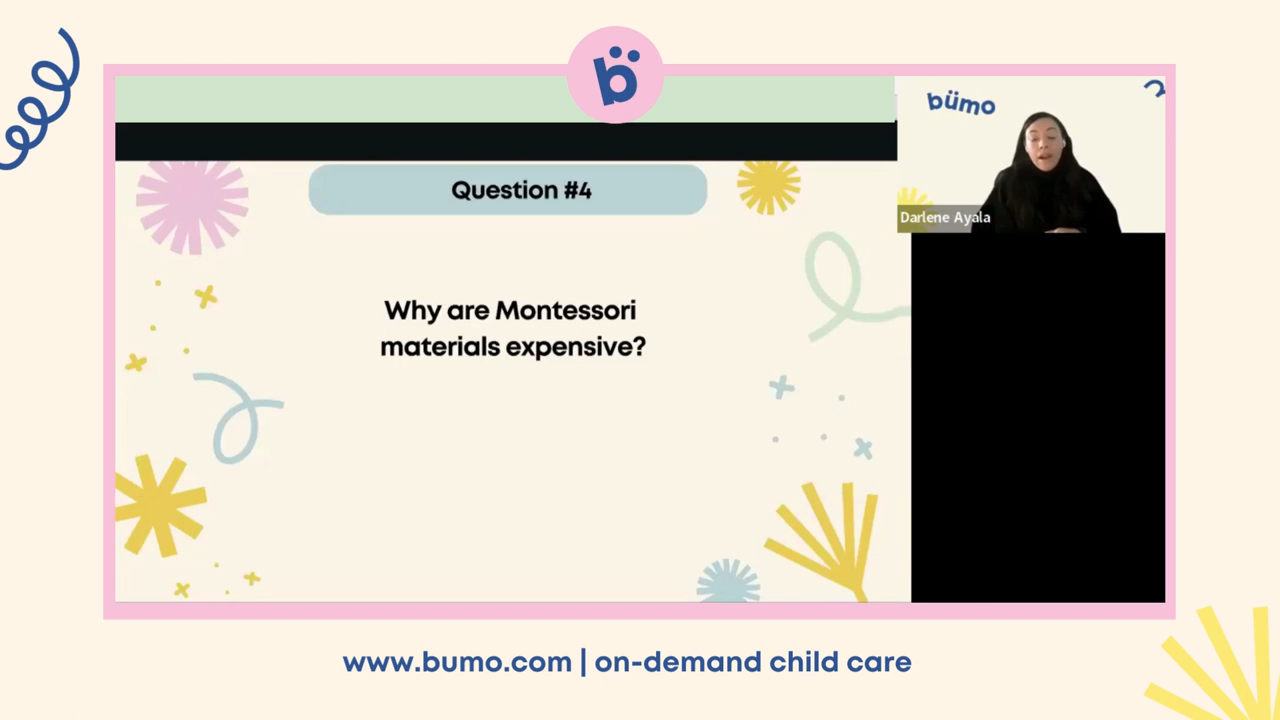 b̈
bümo
Question #4
Darlene Ayala
Why are Montessori
materials expensive?
www.bumo.com | on-demand child care